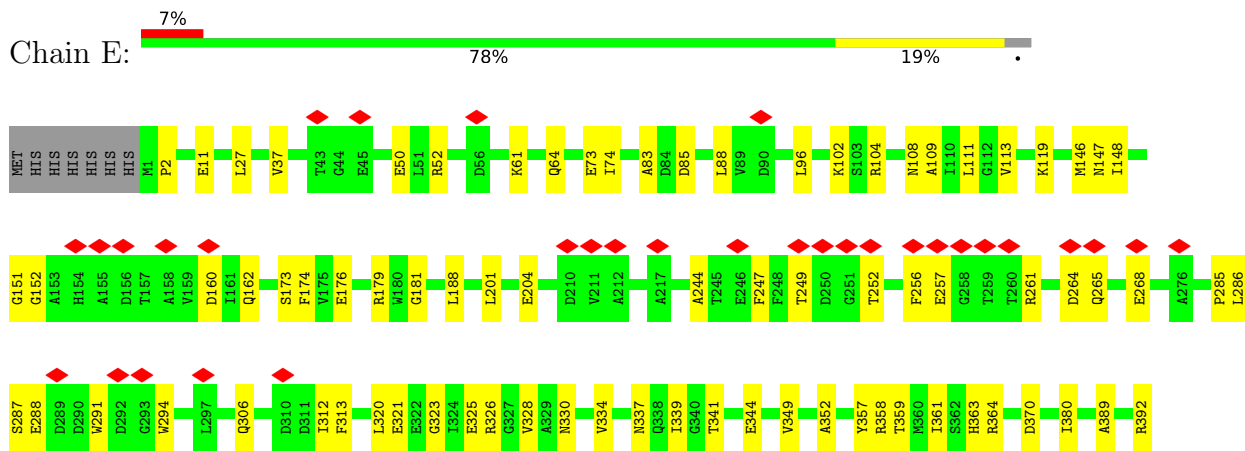 7%
Chain E:
78% 19% •
MET HIS HIS HIS HIS HIS HIS M1 P2 E11 L27 V37 T43 G44 E45 E50 L51 R52 D56 K61 Q64 E73 I74 A83 D84 D85 L88 V89 D90 L96 K102 S103 R104 N108 A109 I110 L111 G112 V113 K119 M146 N147 I148
G151 G152 A153 H154 A155 D156 T157 A158 V159 D160 I161 Q162 S173 F174 V175 E176 R179 W180 G181 L188 L201 E204 D210 V211 A212 A217 A244 T245 E246 F247 F248 T249 D250 G251 T252 F256 E257 G258 T259 T260 R261 D264 Q265 E268 A276 P285 L286
S287 E288 D289 D290 W291 D292 G293 W294 L297 Q306 D310 D311 I312 F313 L320 E321 E322 G323 I324 E325 R326 G327 V328 A329 N330 V334 N337 Q338 I339 G340 T341 E344 V349 A352 Y357 R358 T359 M360 I361 S362 H363 R364 D370 I380 A389 R392